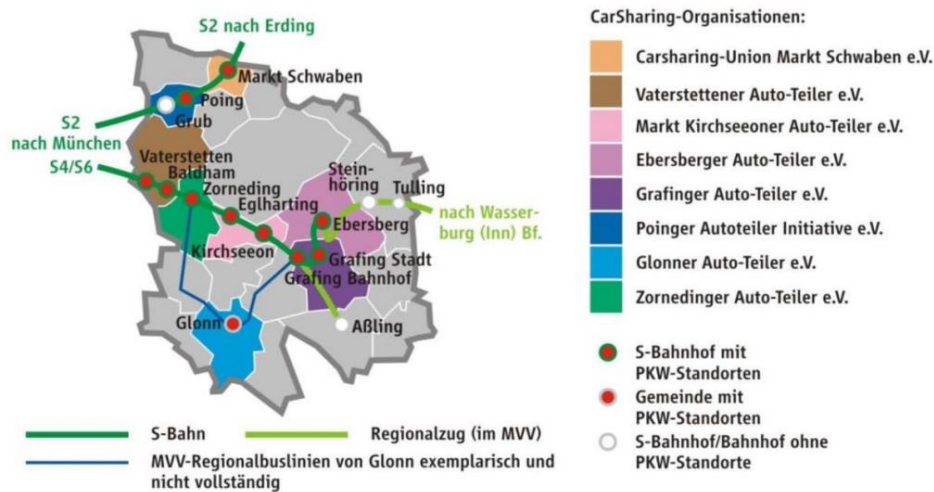 S2 nach Erding
Markt Schwaben
Poing
Grub
S2
nach München
S4/S6
Vaterstetten
Baldham
Zorneding
Eglharting
Kirchseeon
Stein-
höring
Tulling
Ebersberg
nach Wasser-
burg (Inn) Bf.
Grafing Stadt
Grafing Bahnhof
Glonn
Aßling
CarSharing-Organisationen:
Carsharing-Union Markt Schwaben e.V.
Vaterstettener Auto-Teiler e.V.
Markt Kirchseeoner Auto-Teiler e.V.
Ebersberger Auto-Teiler e.V.
Grafinger Auto-Teiler e.V.
Poinger Autoteiler Initiative e.V.
Glonner Auto-Teiler e.V.
Zornedinger Auto-Teiler e.V.
S-Bahnhof mit
PKW-Standorten
Gemeinde mit
PKW-Standorten
S-Bahnhof/Bahnhof ohne
PKW-Standorte
S-Bahn
Regionalzug (im MVV)
MVV-Regionalbuslinien von Glonn exemplarisch und
nicht vollständig